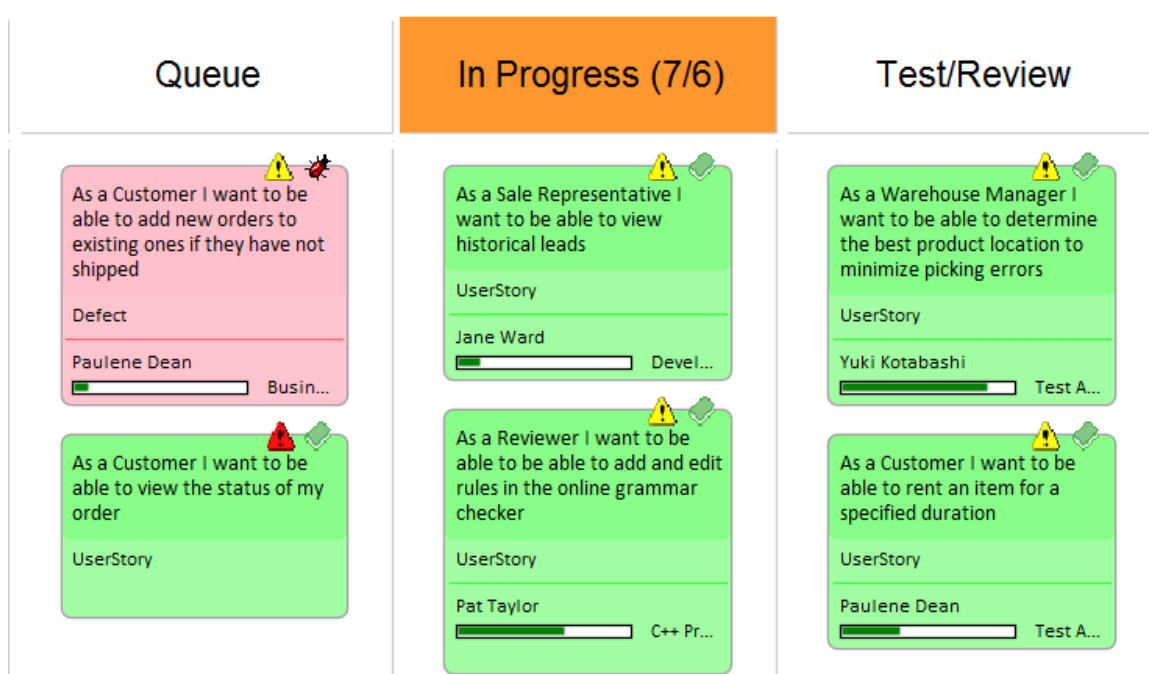 Queue
In Progress (7/6)
Test/Review
As a Customer I want to be
able to add new orders to
existing ones if they have not
shipped
Defect
Paulene Dean
Busin...
As a Customer I want to be
able to view the status of my
order
UserStory
As a Sale Representative I
want to be able to view
historical leads
UserStory
Jane Ward
Devel...
As a Reviewer I want to be
able to be able to add and edit
rules in the online grammar
checker
UserStory
Pat Taylor
C++ Pr...
As a Warehouse Manager I
want to be able to determine
the best product location to
minimize picking errors
UserStory
Yuki Kotabashi
Test A...
As a Customer I want to be
able to rent an item for a
specified duration
UserStory
Paulene Dean
Test A...